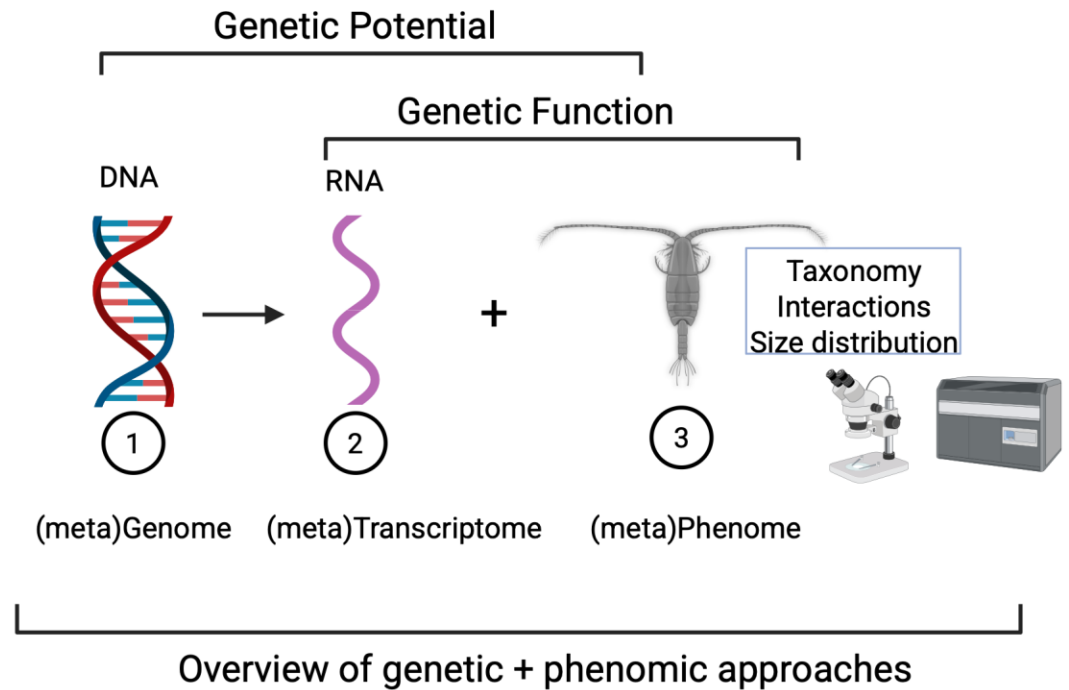 Genetic Potential
Genetic Function
DNA
RNA
+
Taxonomy
Interactions
Size distribution
1
2
3
(meta)Genome
(meta)Transcriptome
(meta)Phenome
Overview of genetic + phenomic approaches